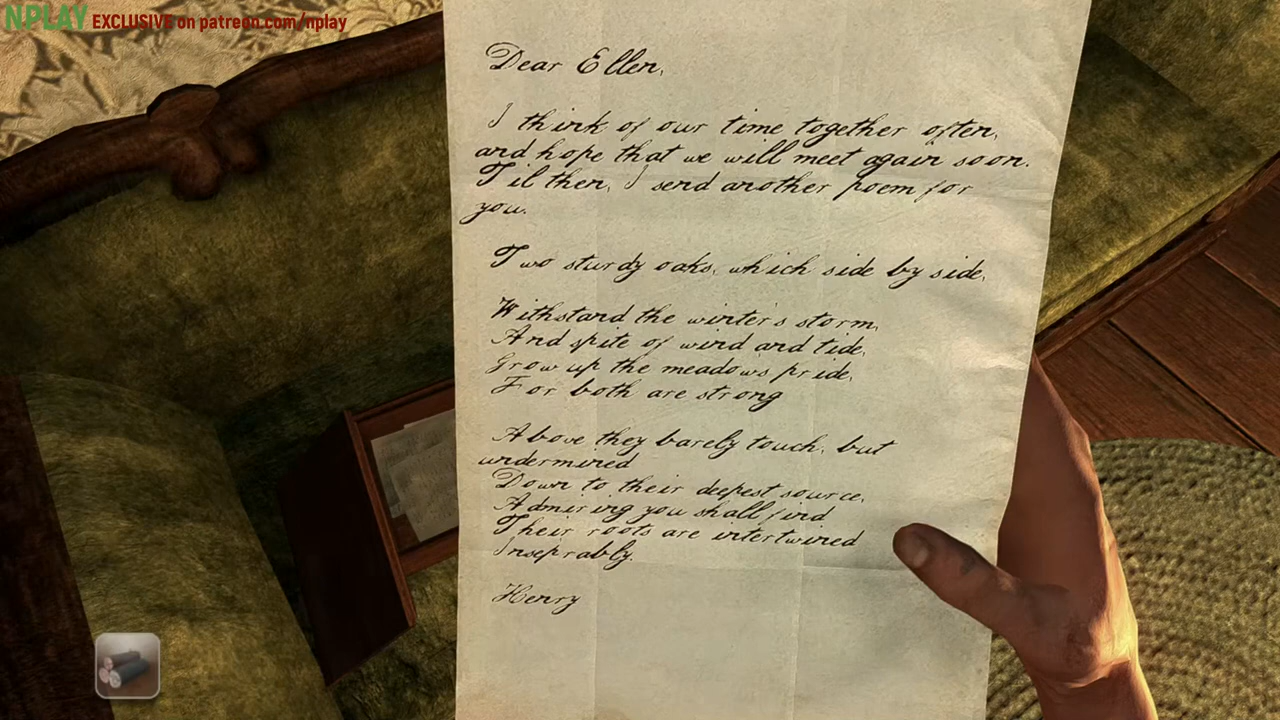 NPLAY EXCLUSIVE on patreon.com/nplay
Dear Ellen,
I think of our time together often,
and hope that we will meet again soon.
Til then, I send another poem for
you.
Two sturdy oaks, which side by side,
Withstand the winter's storm,
And spite of wind and tide,
Grow up the meadows pride,
For both are strong
Above they barely touch, but
undermined
Down to their deepest source,
Admiring you shall find
Their roots are intertwined
Inseprably.
Henry